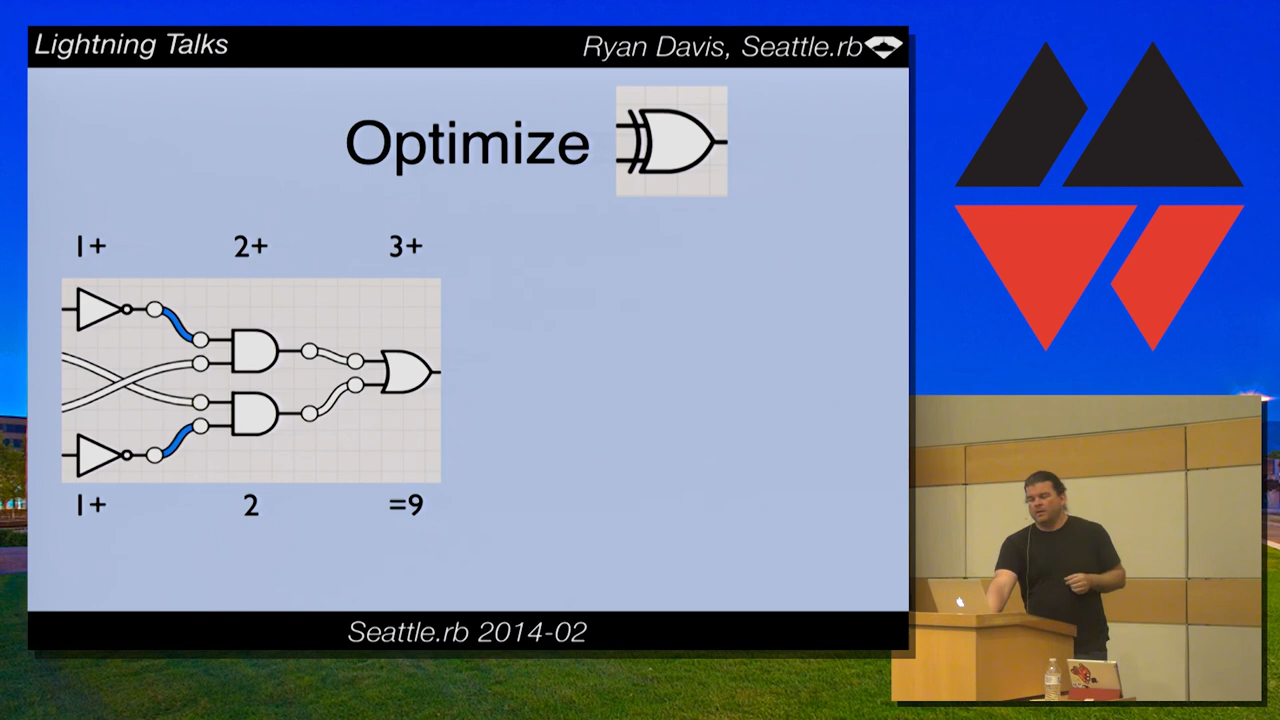 Lightning Talks
Ryan Davis, Seattle.rb
Optimize
1+ 2+ 3+
1+ 2 =9
Seattle.rb 2014-02